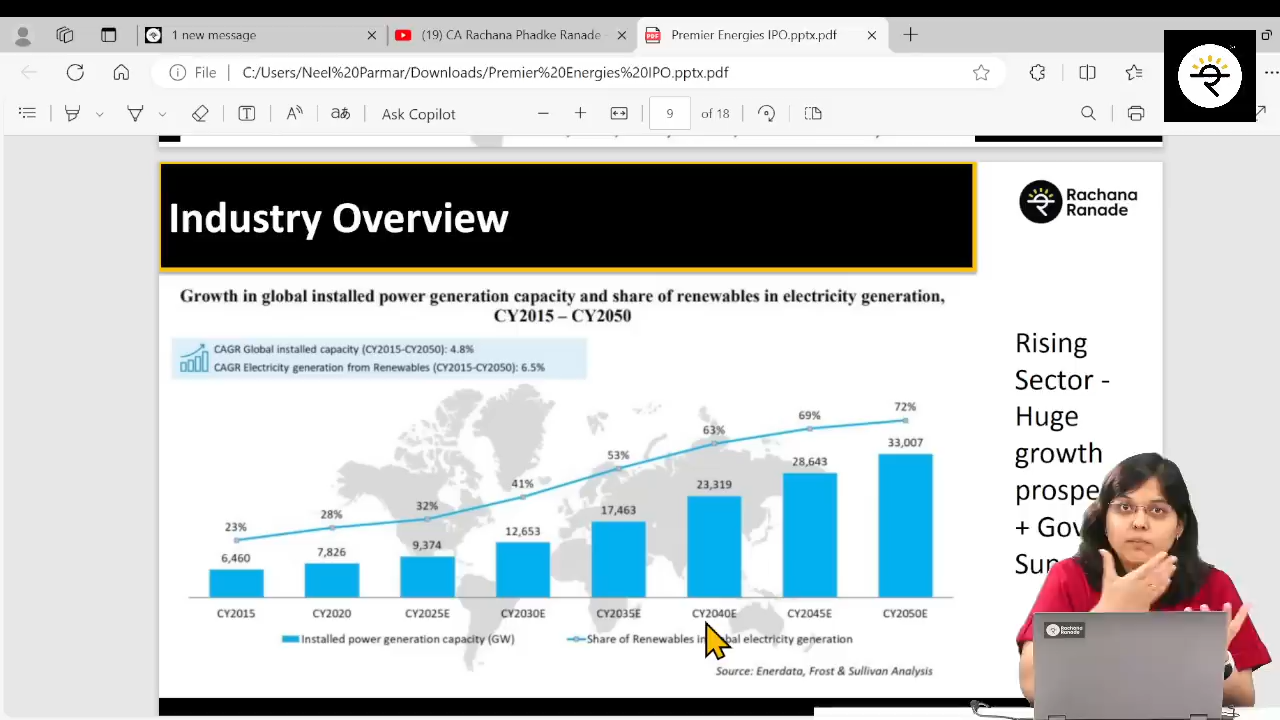 1 new message
(19) CA Rachana Phadke Ranade
Premier Energies IPO.pptx.pdf
File
C:/Users/Neel%20Parmar/Downloads/Premier%20Energies%20IPO.pptx.pdf
Ask Copilot
9 of 18
Industry Overview
Rachana
Ranade
Growth in global installed power generation capacity and share of renewables in electricity generation,
CY2015 – CY2050
CAGR Global installed capacity (CY2015-CY2050): 4.8%
CAGR Electricity generation from Renewables (CY2015-CY2050): 6.5%
23% 28% 32% 41% 53% 63% 69% 72%
6,460 7,826 9,374 12,653 17,463 23,319 28,643 33,007
CY2015 CY2020 CY2025E CY2030E CY2035E CY2040E CY2045E CY2050E
Installed power generation capacity (GW)
Share of Renewables in electricity generation
Source: Enerdata, Frost & Sullivan Analysis
Rising
Sector -
Huge
growth
+
Rachana
Ranade